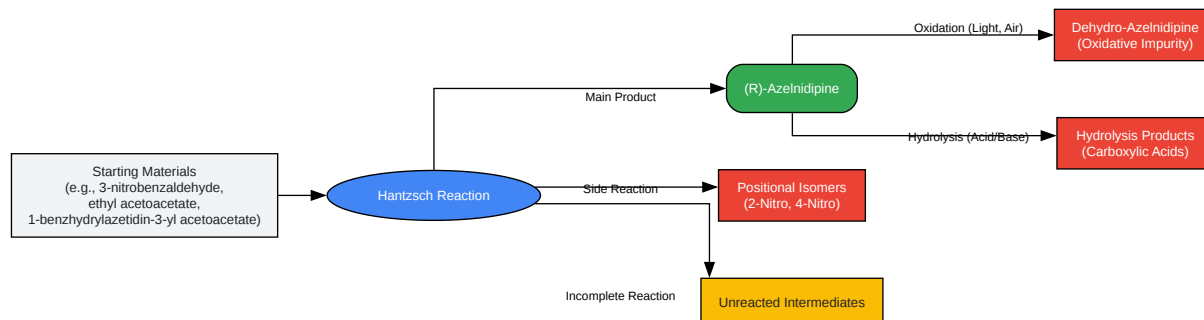 Starting Materials
(e.g., 3-nitrobenzaldehyde,
ethyl acetoacetate,
1-benzhydrylazetidin-3-yl acetoacetate)
Hantzsch Reaction
Main Product
(R)-Azelnidipine
Oxidation (Light, Air)
Dehydro-Azelnidipine
(Oxidative Impurity)
Hydrolysis (Acid/Base)
Hydrolysis Products
(Carboxylic Acids)
Side Reaction
Positional Isomers
(2-Nitro, 4-Nitro)
Incomplete Reaction
Unreacted Intermediates